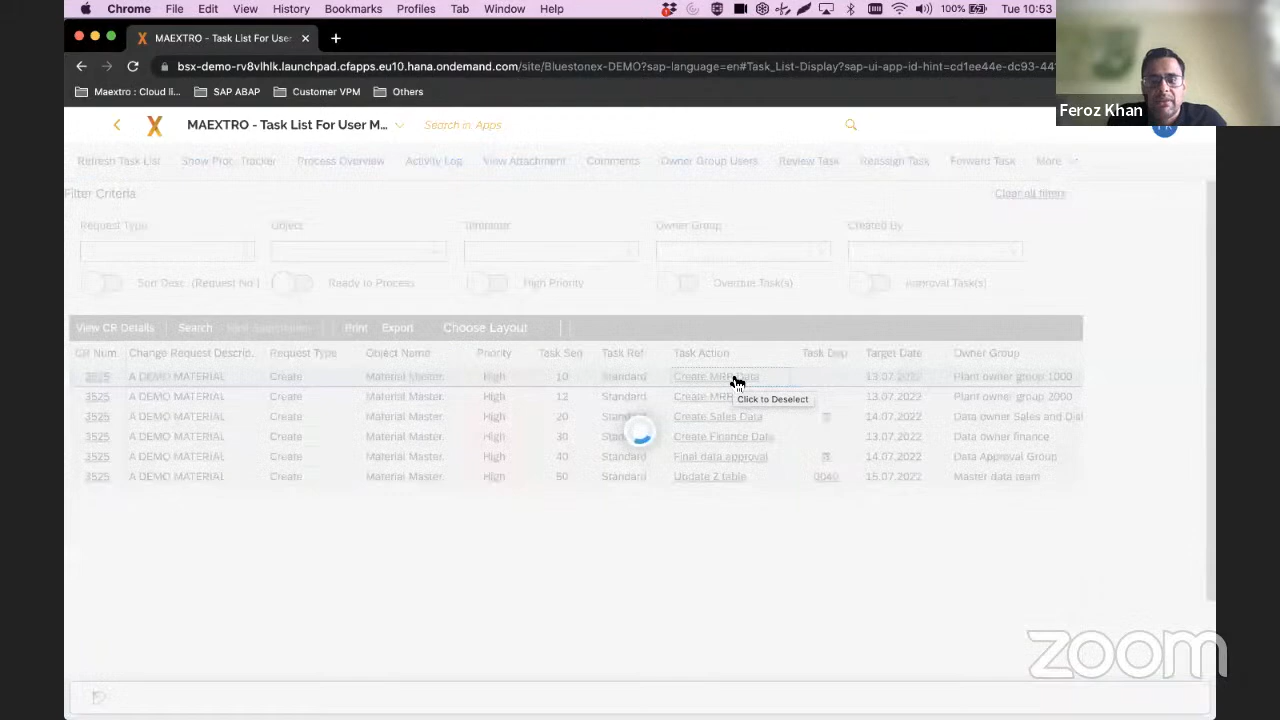 Chrome File Edit View History Bookmarks Profiles Tab Window Help 100% Tue 10:53
MAEXTRO - Task List For User
bsx-demo-rv8vlhlk.launchpad.cfapps.eu10.hana.ondemand.com/site/Bluestonex-DEMO?sap-language=en#Task_List-Display?sap-ui-app-id-hint=cd1ee44e-dc93-441
Maextro : Cloud li... SAP ABAP Customer VPM Others
Feroz Khan
MAEXTRO - Task List For User M... Search in: Apps
Refresh Task List Show Proc. Tracker Process Overview Activity Log View Attachment Comments Owner Group Users Review Task Reassign Task Forward Task More
Filter Criteria Clear all filters
Request Type Object Owner Group Created By
Sort Desc. (Request No.) Ready to Process High Priority Overdue Task(s) Approval Task(s)
View CR Details Search Print Export Choose Layout
CR Num. Change Request Descrip. Request Type Object Name Priority Task Seq Task Ref Task Action Task Dep Target Date Owner Group
3525 A DEMO MATERIAL Create Material Master. High 10 Standard Create MRP Data 13.07.2022 Plant owner group 1000
3525 A DEMO MATERIAL Create Material Master. High 12 Standard Create MRP 13.07.2022 Plant owner group 2000
Click to Deselect
3525 A DEMO MATERIAL Create Material Master. High 20 Standard Create Sales Data 14.07.2022 Data owner Sales and Dist
3525 A DEMO MATERIAL Create Material Master. High 30 Create Finance Data 13.07.2022 Data owner finance
3525 A DEMO MATERIAL Create Material Master. High 40 Standard Final data approval 14.07.2022 Data Approval Group
3525 A DEMO MATERIAL Create Material Master. High 50 Standard Update Z table 0040 15.07.2022 Master data team
zoom